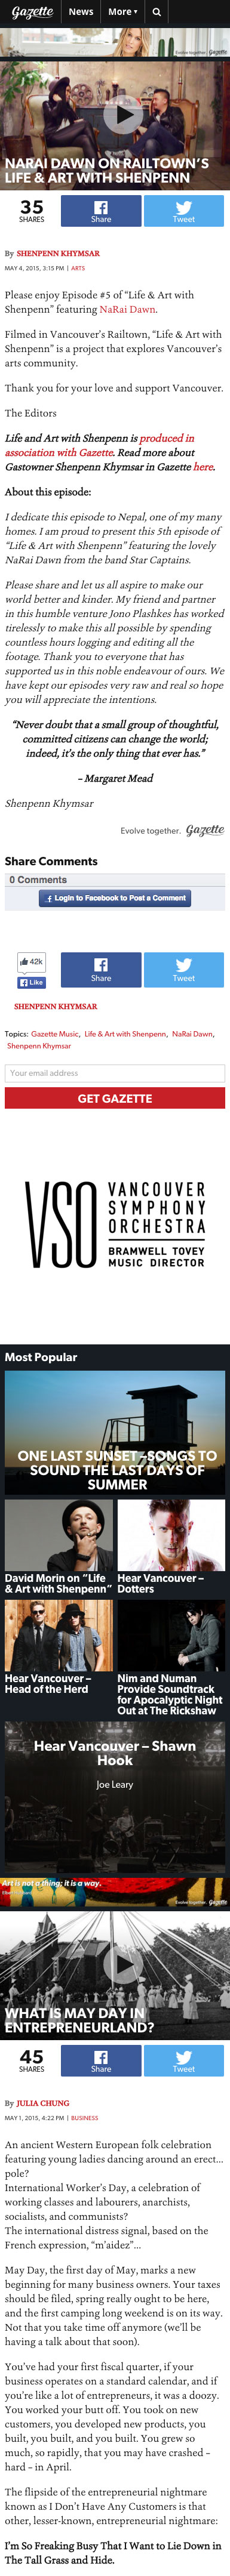 Gazette News More ▾
Evolve together. Gazette
NARAI DAWN ON RAILTOWN'S
LIFE & ART WITH SHENPENN
35
SHARES
Share
Tweet
By SHENPENN KHYMSAR
MAY 4, 2015, 3:15 PM | ARTS
Please enjoy Episode #5 of “Life & Art with
Shenpenn” featuring NaRai Dawn.
Filmed in Vancouver's Railtown, “Life & Art with
Shenpenn” is a project that explores Vancouver's
arts community.
Thank you for your love and support Vancouver.
The Editors
Life and Art with Shenpenn is produced in
association with Gazette. Read more about
Gastowner Shenpenn Khymsar in Gazette here.
About this episode:
I dedicate this episode to Nepal, one of my many
homes. I am proud to present this 5th episode of
“Life & Art with Shenpenn” featuring the lovely
NaRai Dawn from the band Star Captains.
Please share and let us all aspire to make our
world better and kinder. My friend and partner
in this humble venture Jono Plashkes has worked
tirelessly to make this all possible by spending
countless hours logging and editing all the
footage. Thank you to everyone that has
supported us in this noble endeavour of ours. We
have kept our episodes very raw and real so hope
you will appreciate the intentions.
“Never doubt that a small group of thoughtful,
committed citizens can change the world;
indeed, it's the only thing that ever has.”
– Margaret Mead
Shenpenn Khymsar
Evolve together. Gazette
Share Comments
0 Comments
Login to Facebook to Post a Comment
42k
Like
Share
Tweet
SHENPENN KHYMSAR
Topics: Gazette Music, Life & Art with Shenpenn, NaRai Dawn,
Shenpenn Khymsar
Your email address
GET GAZETTE
VSO
VANCOUVER
SYMPHONY
ORCHESTRA
BRAMWELL TOVEY
MUSIC DIRECTOR
Most Popular
ONE LAST SUNSET – SONGS TO
SOUND THE LAST DAYS OF
SUMMER
David Morin on “Life
& Art with Shenpenn”
Hear Vancouver –
Dotters
Hear Vancouver –
Head of the Herd
Nim and Numan
Provide Soundtrack
for Apocalyptic Night
Out at The Rickshaw
Hear Vancouver – Shawn
Hook
Joe Leary
Art is not a thing; it is a way.
Evolve together. Gazette
WHAT IS MAY DAY IN
ENTREPRENEURLAND?
45
SHARES
Share
Tweet
By JULIA CHUNG
MAY 1, 2015, 4:22 PM | BUSINESS
An ancient Western European folk celebration
featuring young ladies dancing around an erect…
pole?
International Worker's Day, a celebration of
working classes and labourers, anarchists,
socialists, and communists?
The international distress signal, based on the
French expression, “m'aidez”…
May Day, the first day of May, marks a new
beginning for many business owners. Your taxes
should be filed, spring really ought to be here,
and the first camping long weekend is on its way.
Not that you take time off anymore (we'll be
having a talk about that soon).
You've had your first fiscal quarter, if your
business operates on a standard calendar, and if
you're like a lot of entrepreneurs, it was a doozy.
You worked your butt off. You took on new
customers, you developed new products, you
built, you built, and you built. You grew so
much, so rapidly, that you may have crashed –
hard – in April.
The flipside of the entrepreneurial nightmare
known as I Don't Have Any Customers is that
other, lesser-known, entrepreneurial nightmare:
I'm So Freaking Busy That I Want to Lie Down in
The Tall Grass and Hide.